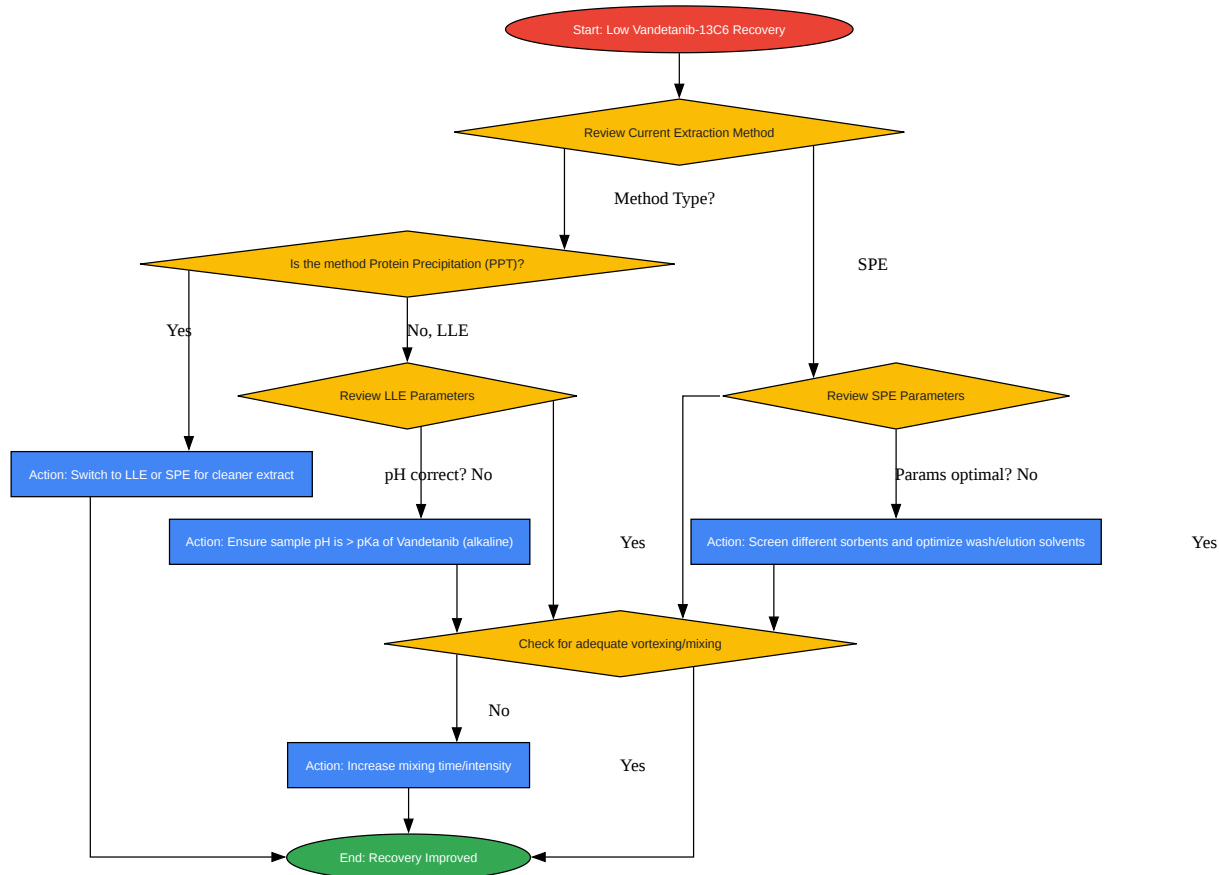 Start: Low Vandetanib-13C6 Recovery
Review Current Extraction Method
Method Type?
Is the method Protein Precipitation (PPT)?
SPE
Yes
No, LLE
Review LLE Parameters
Review SPE Parameters
Action: Switch to LLE or SPE for cleaner extract
pH correct? No
Params optimal? No
Action: Ensure sample pH is > pKa of Vandetanib (alkaline)
Yes
Action: Screen different sorbents and optimize wash/elution solvents
Yes
Check for adequate vortexing/mixing
No
Action: Increase mixing time/intensity
Yes
End: Recovery Improved